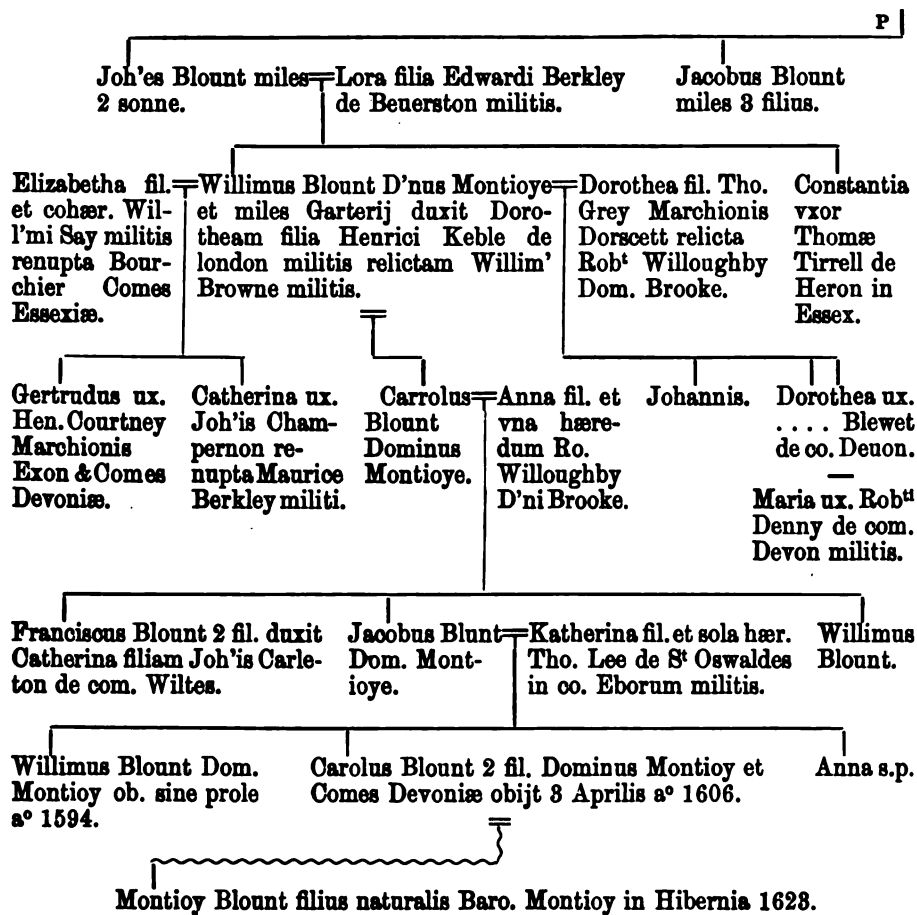 P
Joh'es Blount miles
2 sonne.
Lora filia Edwardi Berkley
de Beuerston militis.
Jacobus Blount
miles 3 filius.
Elizabetha fil.
et cohær. Wil-
l'mi Say militis
renupta Bour-
chier Comes
Essexiæ.
Willimus Blount D'nus Montioye
et miles Garterij duxit Doro-
theam filia Henrici Keble de
london militis relictam Willim'
Browne militis.
Dorothea fil. Tho.
Grey Marchionis
Dorscett relicta
Robᵗ Willoughby
Dom. Brooke.
Constantia
vxor
Thomæ
Tirrell de
Heron in
Essex.
Gertrudus ux.
Hen. Courtney
Marchionis
Exon & Comes
Devoniæ.
Catherina ux.
Joh'is Cham-
pernon re-
nupta Maurice
Berkley militi.
Carrolus
Blount
Dominus
Montioye.
Anna fil. et
vna hære-
dum Ro.
Willoughby
D'ni Brooke.
Johannis.
Dorothea ux.
.... Blewet
de co. Deuon.
—
Maria ux. Robᵗⁱ
Denny de com.
Devon militis.
Franciscus Blount 2 fil. duxit
Catherina filiam Joh'is Carle-
ton de com. Wiltes.
Jacobus Blunt
Dom. Mont-
ioye.
Katherina fil. et sola hær.
Tho. Lee de Sᵗ Oswaldes
in co. Eborum militis.
Willimus
Blount.
Willimus Blount Dom.
Montioy ob. sine prole
aᵒ 1594.
Carolus Blount 2 fil. Dominus Montioy et
Comes Devoniæ obijt 3 Aprilis aᵒ 1606.
Anna s.p.
Montioy Blount filius naturalis Baro. Montioy in Hibernia 1623.